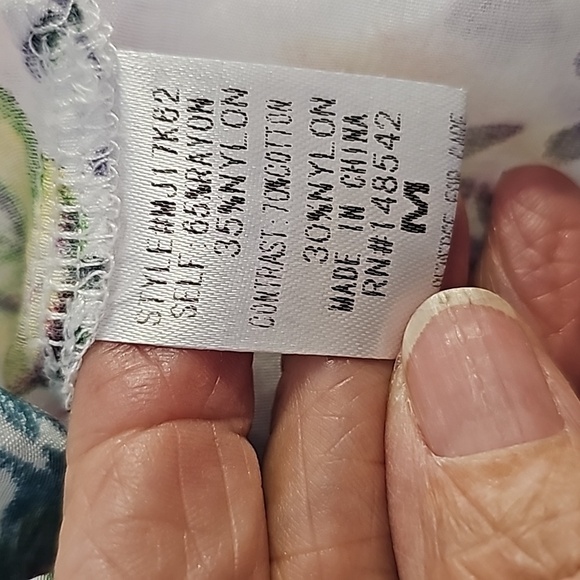 STYLE#MJ17K62
SELF:65%RAYON
35%NYLON
CONTRAST:70%COTTON
30%NYLON
MADE IN CHINA
RN#148542
M